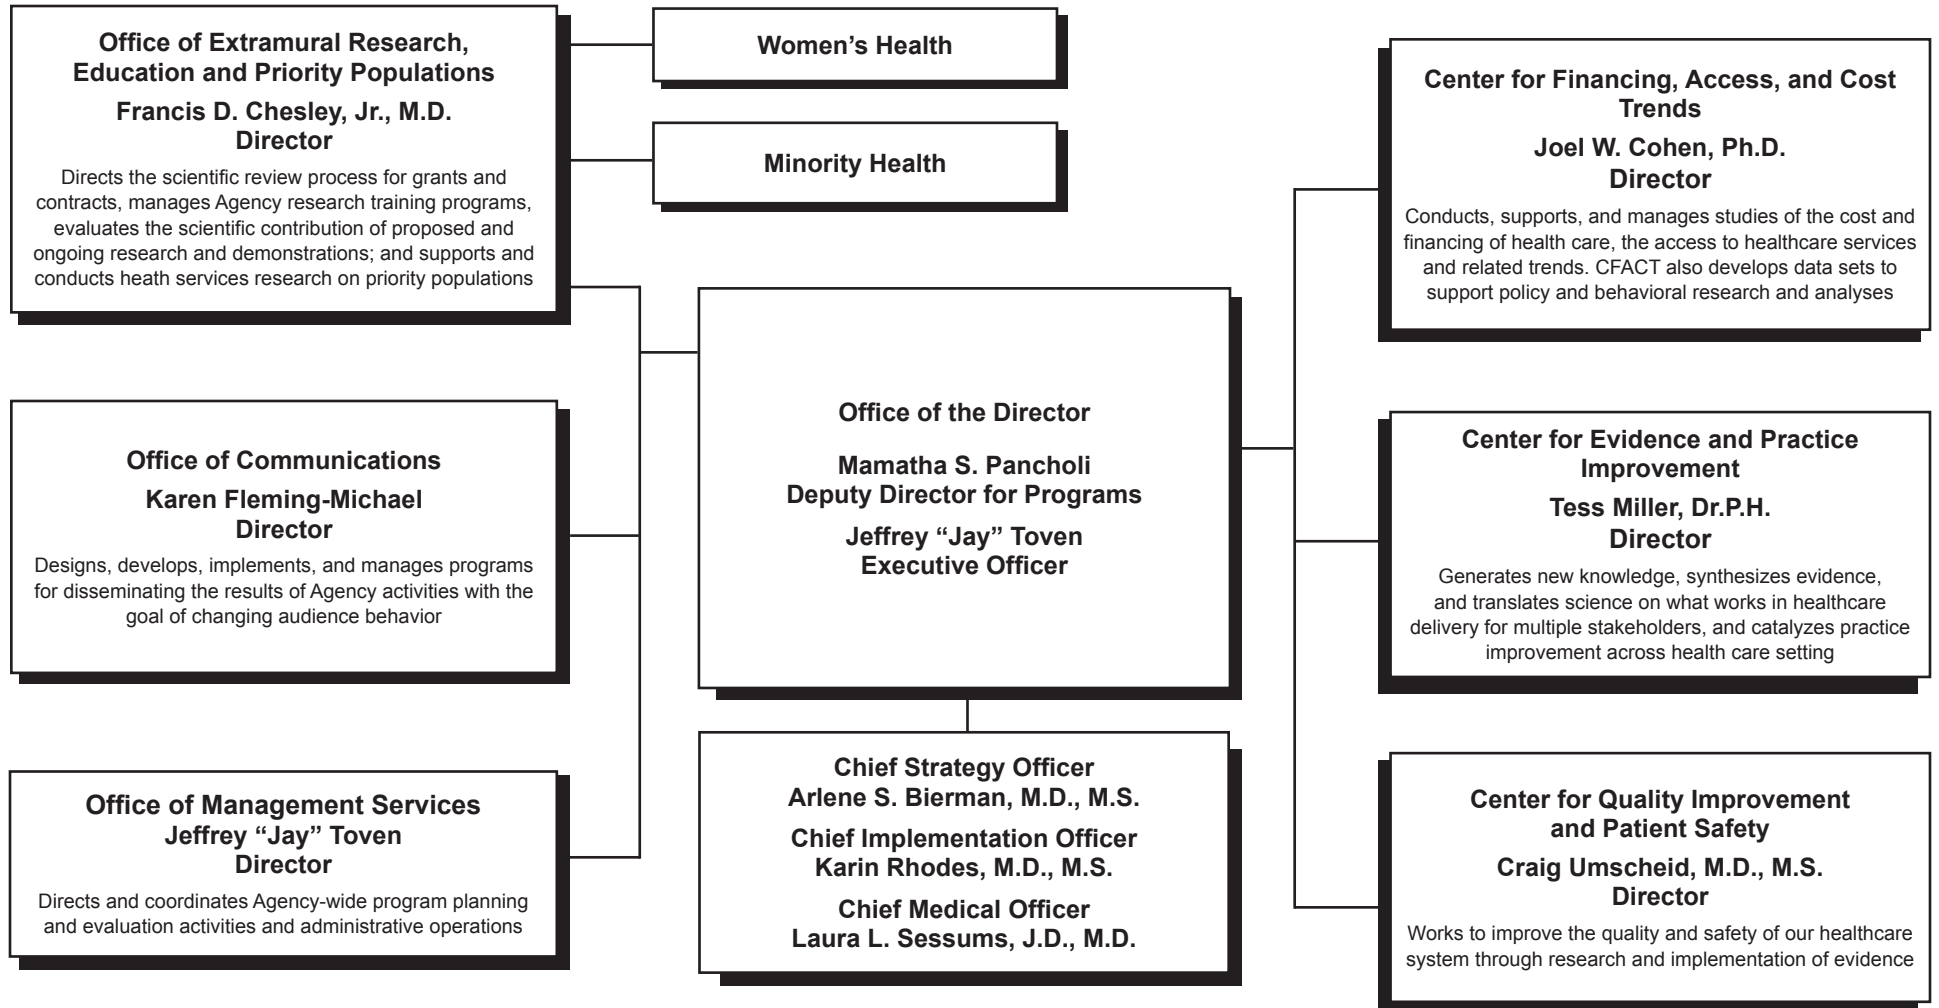 Office of Extramural Research,
Education and Priority Populations
Francis D. Chesley, Jr., M.D.
Director
Directs the scientific review process for grants and
contracts, manages Agency research training programs,
evaluates the scientific contribution of proposed and
ongoing research and demonstrations; and supports and
conducts heath services research on priority populations
Women's Health
Minority Health
Office of Communications
Karen Fleming-Michael
Director
Designs, develops, implements, and manages programs
for disseminating the results of Agency activities with the
goal of changing audience behavior
Office of Management Services
Jeffrey “Jay” Toven
Director
Directs and coordinates Agency-wide program planning
and evaluation activities and administrative operations
Office of the Director
Mamatha S. Pancholi
Deputy Director for Programs
Jeffrey “Jay” Toven
Executive Officer
Chief Strategy Officer
Arlene S. Bierman, M.D., M.S.
Chief Implementation Officer
Karin Rhodes, M.D., M.S.
Chief Medical Officer
Laura L. Sessums, J.D., M.D.
Center for Financing, Access, and Cost
Trends
Joel W. Cohen, Ph.D.
Director
Conducts, supports, and manages studies of the cost and
financing of health care, the access to healthcare services
and related trends. CFACT also develops data sets to
support policy and behavioral research and analyses
Center for Evidence and Practice
Improvement
Tess Miller, Dr.P.H.
Director
Generates new knowledge, synthesizes evidence,
and translates science on what works in healthcare
delivery for multiple stakeholders, and catalyzes practice
improvement across health care setting
Center for Quality Improvement
and Patient Safety
Craig Umscheid, M.D., M.S.
Director
Works to improve the quality and safety of our healthcare
system through research and implementation of evidence